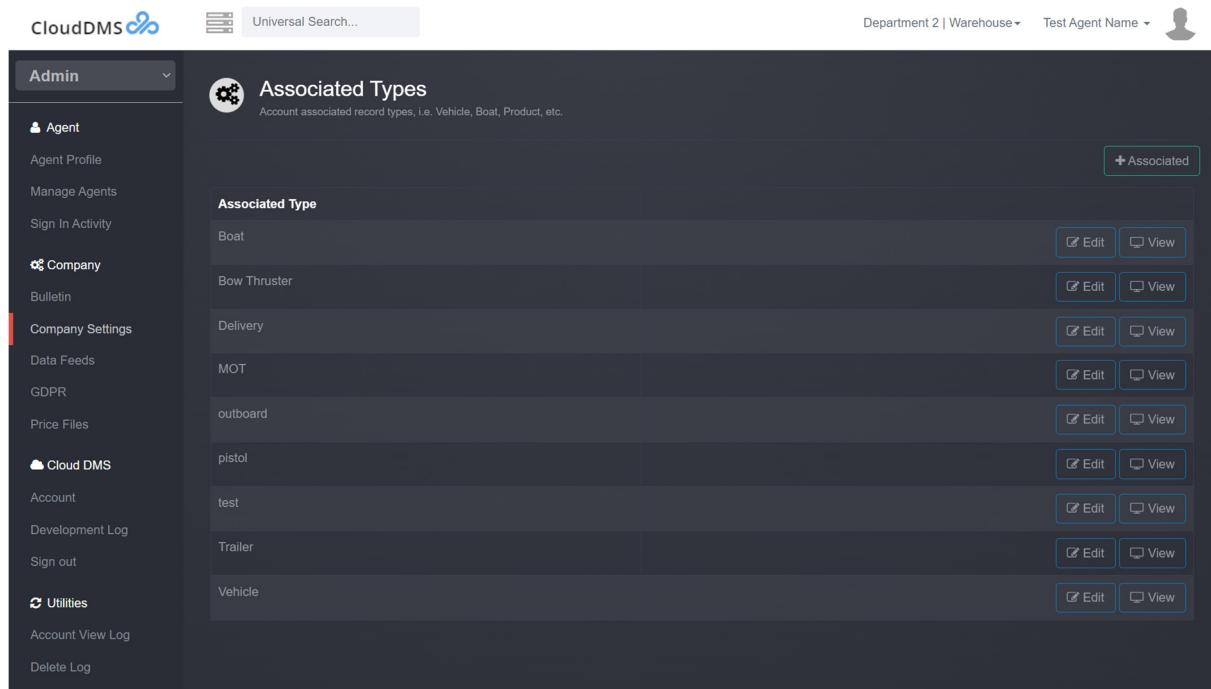 CloudDMS
Universal Search...
Department 2 | Warehouse
Test Agent Name
Admin
Agent
Agent Profile
Manage Agents
Sign In Activity
Company
Bulletin
Company Settings
Data Feeds
GDPR
Price Files
Cloud DMS
Account
Development Log
Sign out
Utilities
Account View Log
Delete Log
Associated Types
Account associated record types, i.e. Vehicle, Boat, Product, etc.
+Associated
Associated Type
Boat Edit View
Bow Thruster Edit View
Delivery Edit View
MOT Edit View
outboard Edit View
pistol Edit View
test Edit View
Trailer Edit View
Vehicle Edit View